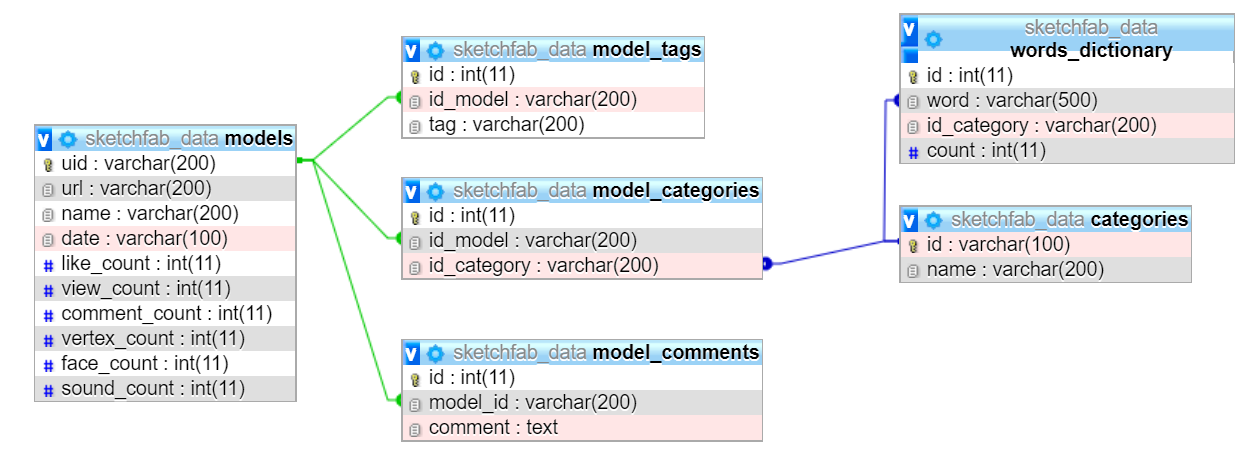 sketchfab_data models
uid : varchar(200)
url : varchar(200)
name : varchar(200)
date : varchar(100)
# like_count : int(11)
# view_count : int(11)
# comment_count : int(11)
# vertex_count : int(11)
# face_count : int(11)
# sound_count : int(11)
v sketchfab_data model_tags
id : int(11)
id_model : varchar(200)
tag : varchar(200)
v sketchfab_data model_categories
id : int(11)
id_model : varchar(200)
id_category : varchar(200)
v sketchfab_data model_comments
id : int(11)
model_id : varchar(200)
comment : text
v sketchfab_data
words_dictionary
id : int(11)
word : varchar(500)
id_category : varchar(200)
# count : int(11)
v sketchfab_data categories
id : varchar(100)
name : varchar(200)